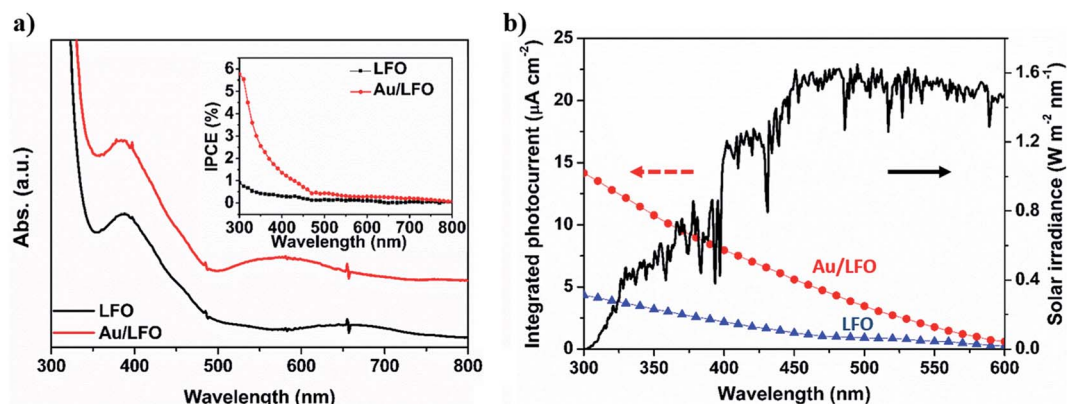 a)
Abs. (a.u.)
LFO
Au/LFO
300 400 500 600 700 800
Wavelength (nm)
IPCE (%)
6
5
4
3
2
1
0
LFO
Au/LFO
300 400 500 600 700 800
Wavelength (nm)
b)
Integrated photocurrent (μA cm⁻²)
25
20
15
10
5
0
Au/LFO
LFO
300 350 400 450 500 550 600
Wavelength (nm)
1.6
1.2
0.8
0.4
0.0
Solar irradiance (W m⁻² nm⁻¹)